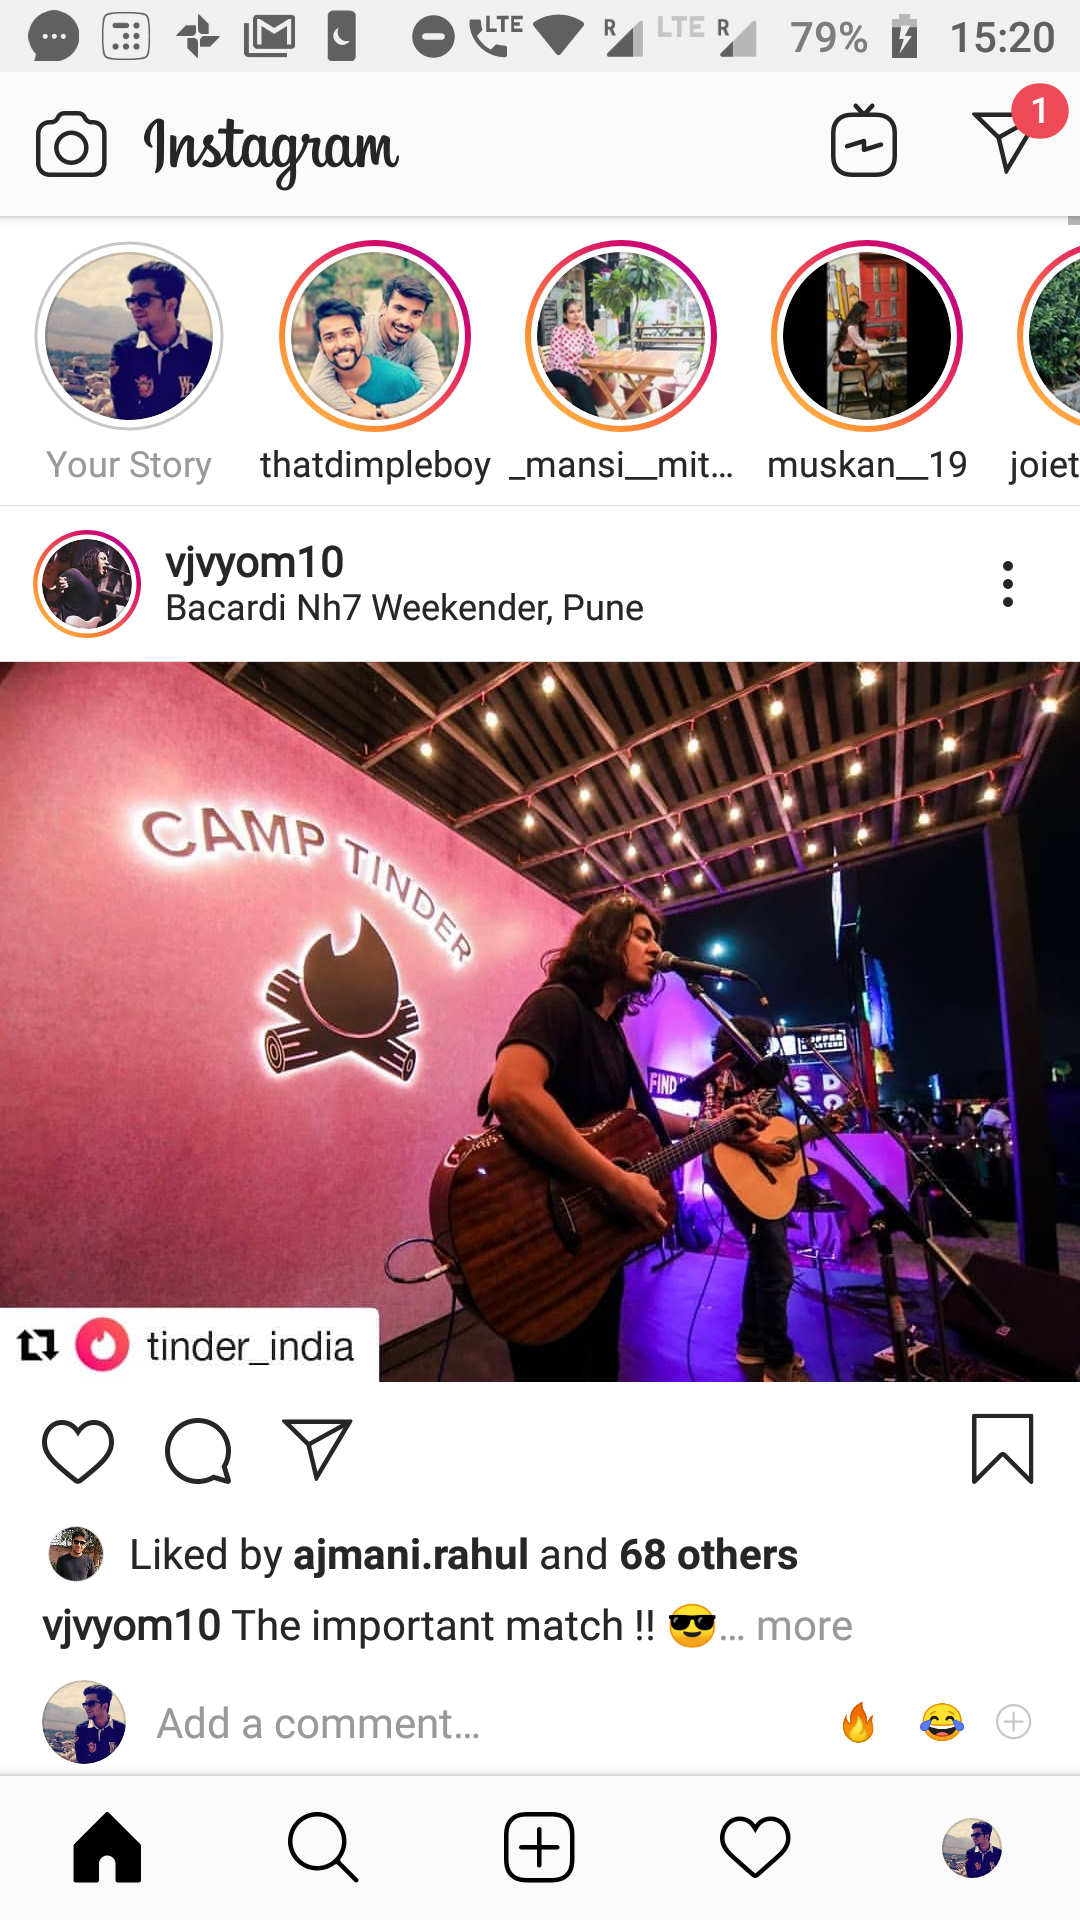 LTE LTE 79% 15:20
R R
Instagram
1
Your Story thatdimpleboy _mansi__mit... muskan__19 joiet
vjvyom10
Bacardi Nh7 Weekender, Pune
CAMP TINDER
FIND
S D
tinder_india
Liked by ajmani.rahul and 68 others
vjvyom10 The important match !! 😎... more
Add a comment... 🔥 😂